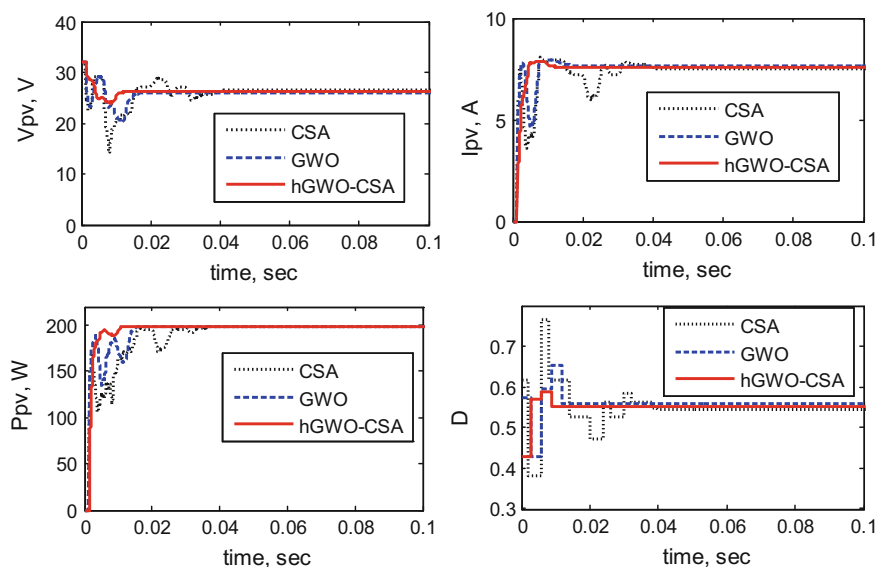 Vpv, V
40
30
20
10
0
0 0.02 0.04 0.06 0.08 0.1
time, sec
CSA
GWO
hGWO-CSA
Ipv, A
10
5
0
0 0.02 0.04 0.06 0.08 0.1
time, sec
CSA
GWO
hGWO-CSA
Ppv, W
200
150
100
50
0
0 0.02 0.04 0.06 0.08 0.1
time, sec
CSA
GWO
hGWO-CSA
D
0.8
0.7
0.6
0.5
0.4
0.3
0 0.02 0.04 0.06 0.08 0.1
time, sec
CSA
GWO
hGWO-CSA